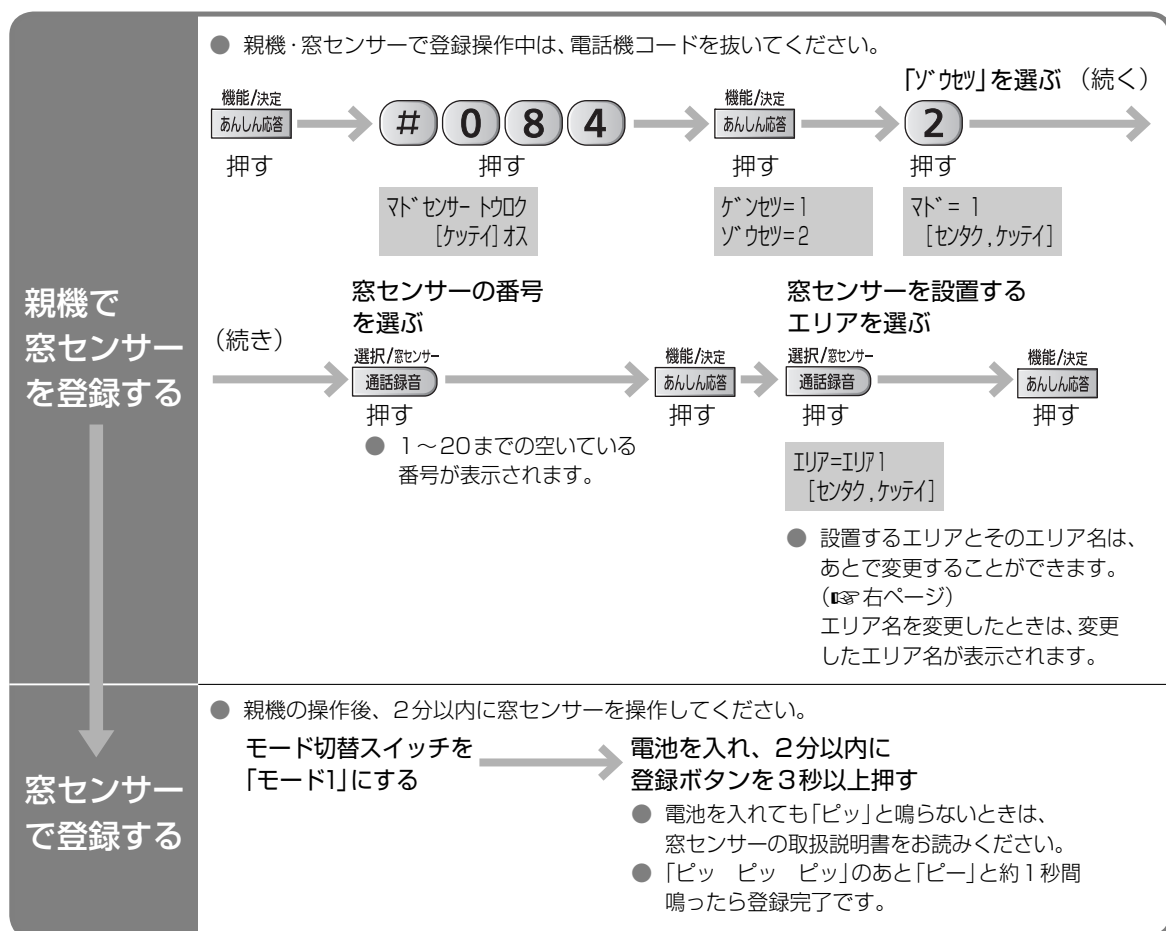 ● 親機・窓センサーで登録操作中は、電話機コードを抜いてください。
「ゾウセツ」を選ぶ (続く)
機能/決定
あんしん応答
# 0 8 4
機能/決定
あんしん応答
2
押す 押す 押す 押す
マドセンサー トウロク
[ケッテイ]オス
ゲンセツ=1
ゾウセツ=2
マド= 1
[センタク,ケッテイ]
親機で
窓センサー
を登録する
(続き)
窓センサーの番号
を選ぶ
選択/窓センサー
通話録音
押す
● 1~20までの空いている
番号が表示されます。
機能/決定
あんしん応答
押す
窓センサーを設置する
エリアを選ぶ
選択/窓センサー
通話録音
押す
エリア=エリア1
[センタク,ケッテイ]
機能/決定
あんしん応答
押す
● 設置するエリアとそのエリア名は、
あとで変更することができます。
(☞右ページ)
エリア名を変更したときは、変更
したエリア名が表示されます。
窓センサー
で登録する
● 親機の操作後、2分以内に窓センサーを操作してください。
モード切替スイッチを
「モード1」にする
電池を入れ、2分以内に
登録ボタンを3秒以上押す
● 電池を入れても「ピッ」と鳴らないときは、
窓センサーの取扱説明書をお読みください。
● 「ピッ ピッ ピッ」のあと「ピー」と約1秒間
鳴ったら登録完了です。